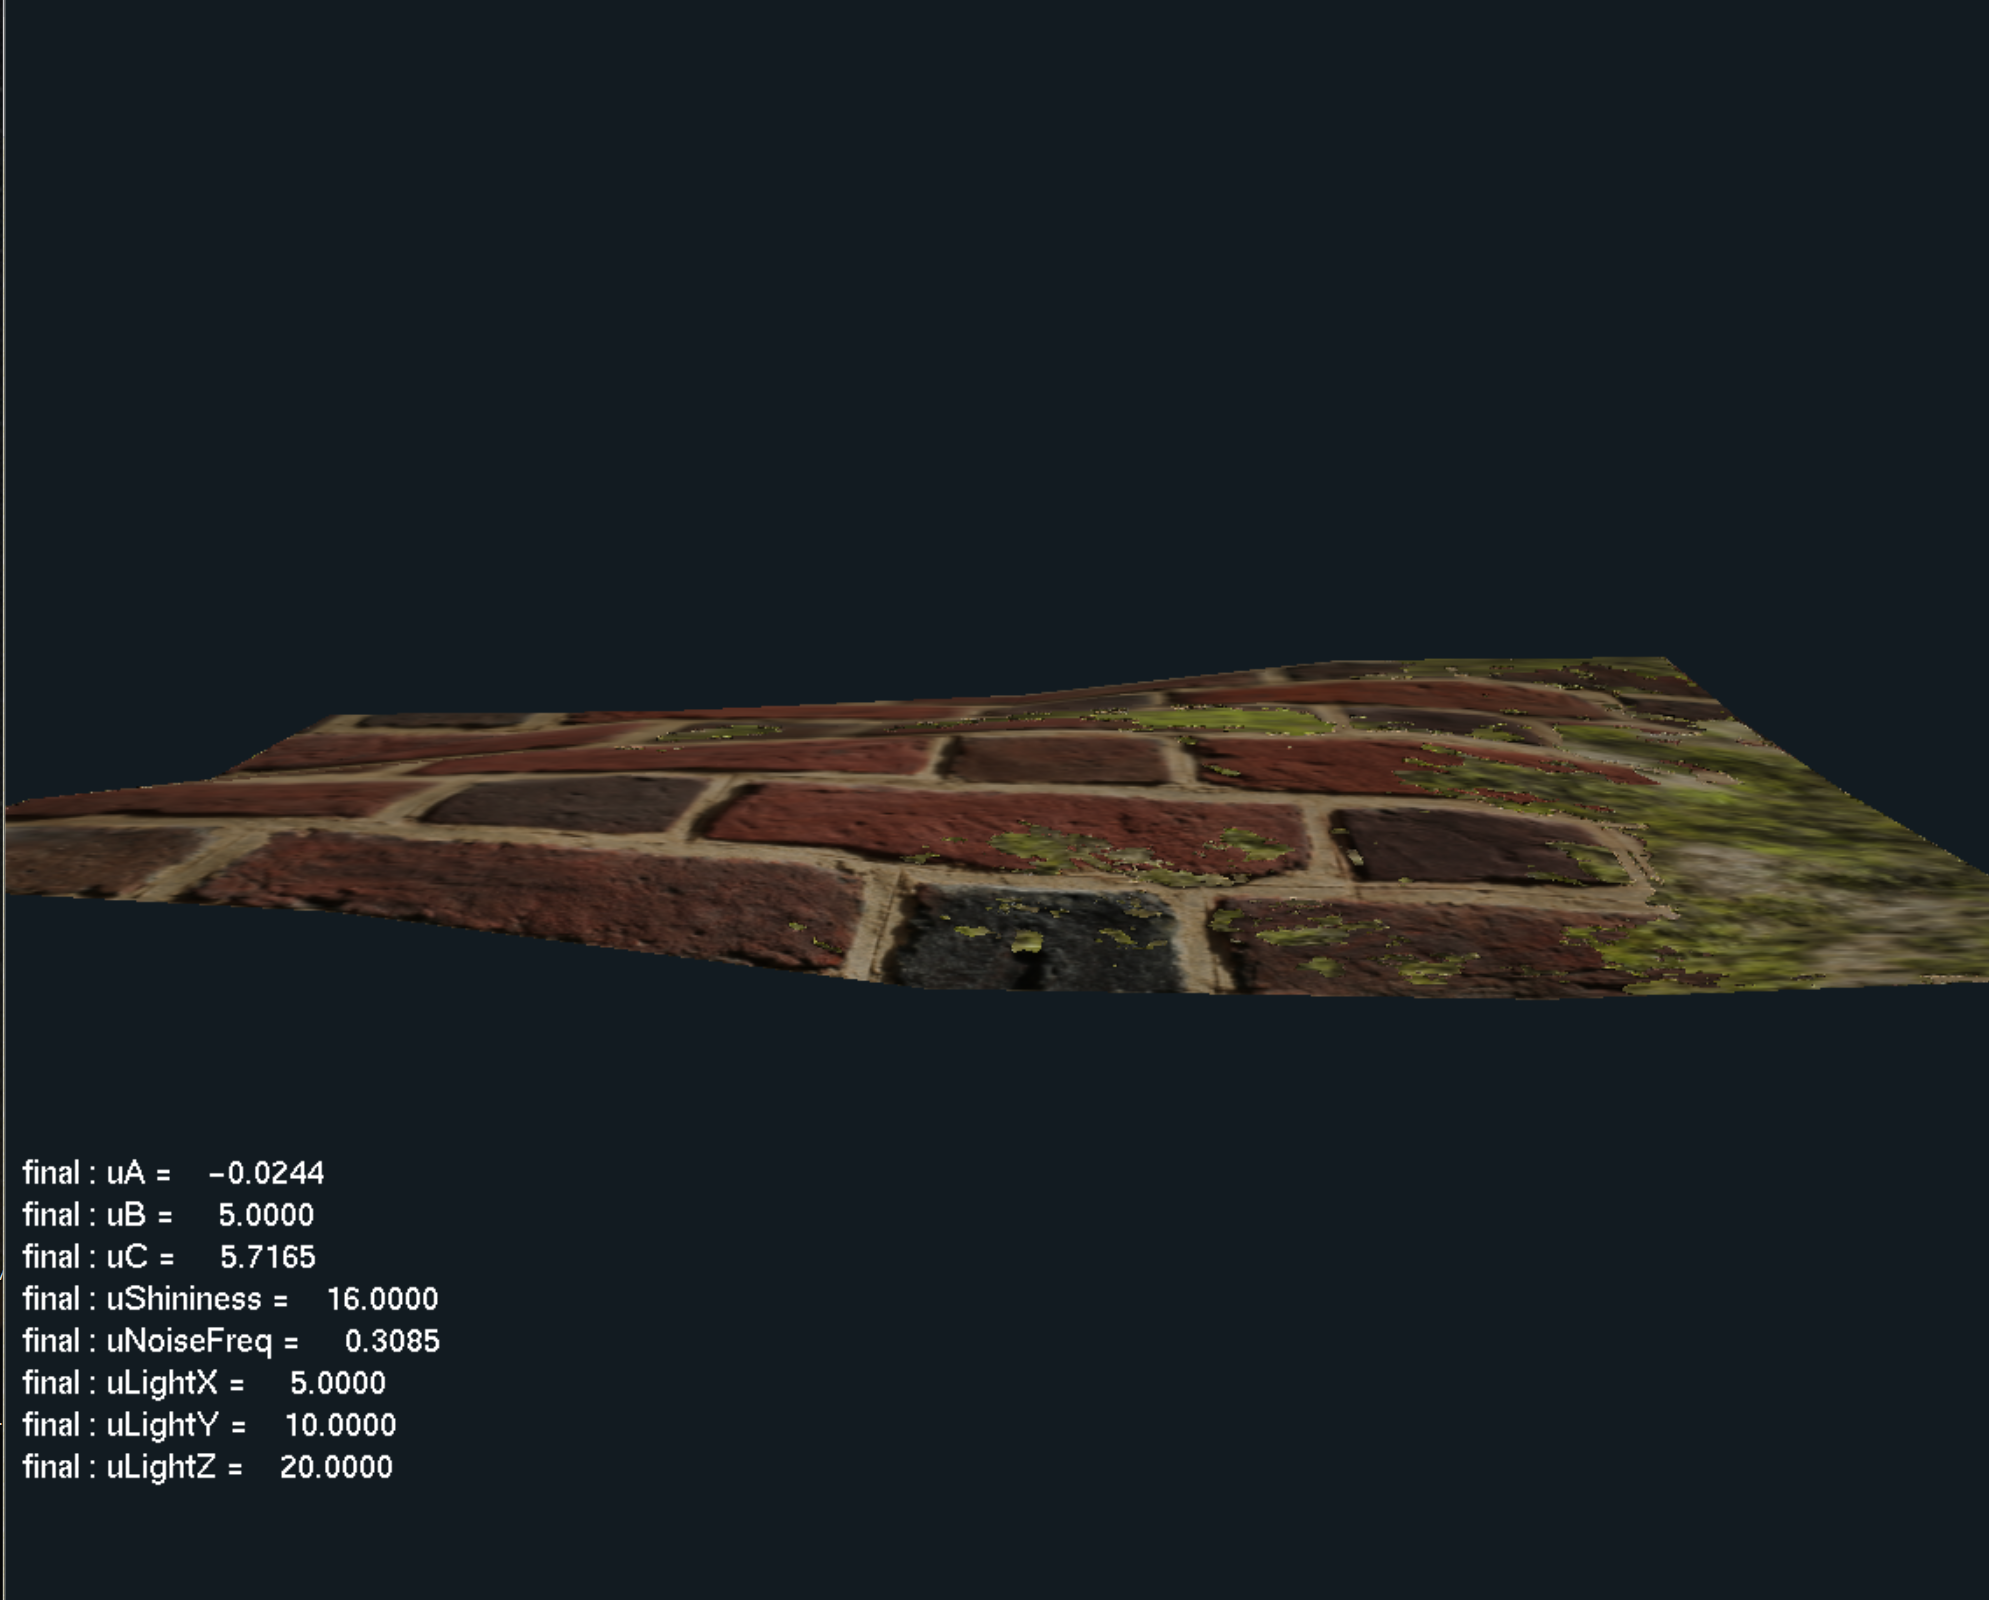 final : uA = -0.0244
final : uB = 5.0000
final : uC = 5.7165
final : uShininess = 16.0000
final : uNoiseFreq = 0.3085
final : uLightX = 5.0000
final : uLightY = 10.0000
final : uLightZ = 20.0000